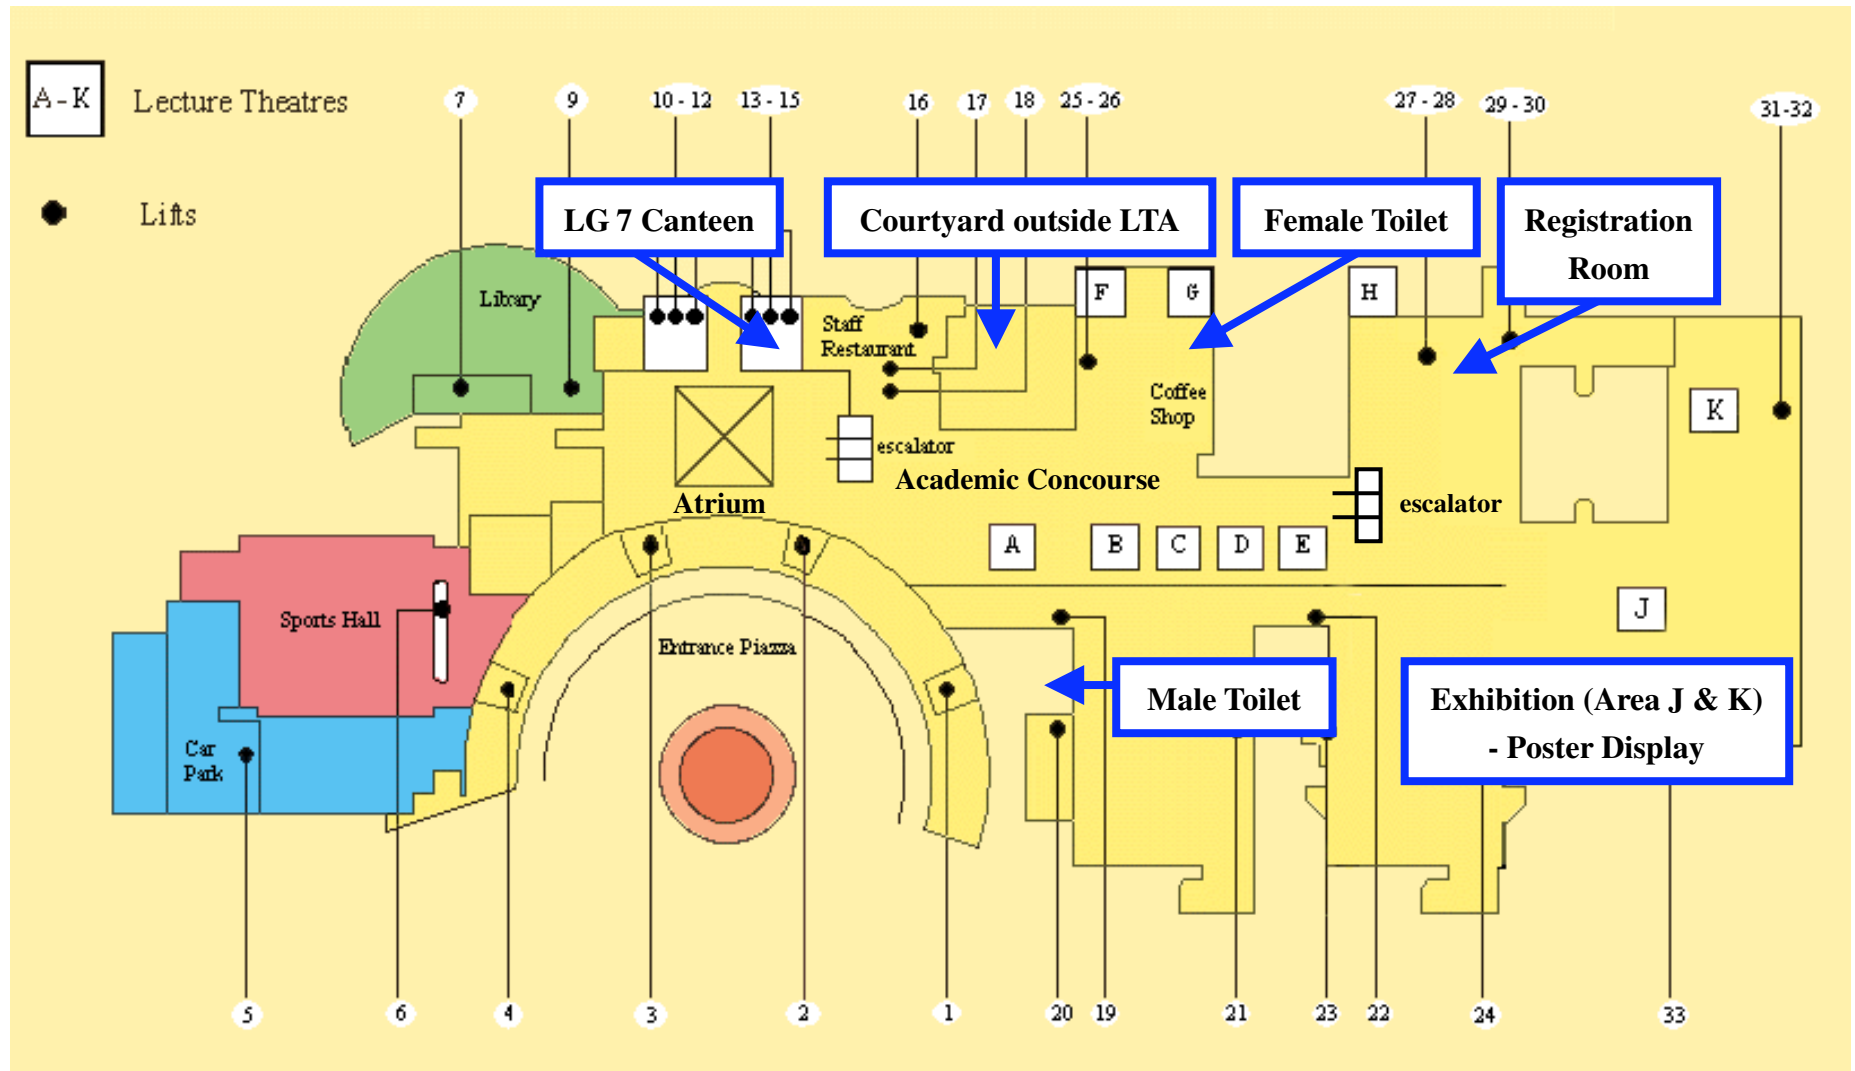 A-K
Lecture Theatres
Lifts
7
9
10 - 12
13 - 15
16
17
18
25 - 26
27 - 28
29 - 30
31-32
LG 7 Canteen
Courtyard outside LTA
Female Toilet
Registration
Room
Library
Staff
Restaurant
F
G
H
Coffee
Shop
K
escalator
Academic Concourse
Atrium
escalator
A
B
C
D
E
J
Sports Hall
Entrance Piazza
Male Toilet
Exhibition (Area J & K)
- Poster Display
Car
Park
5
6
4
3
2
1
20
19
21
23
22
24
33